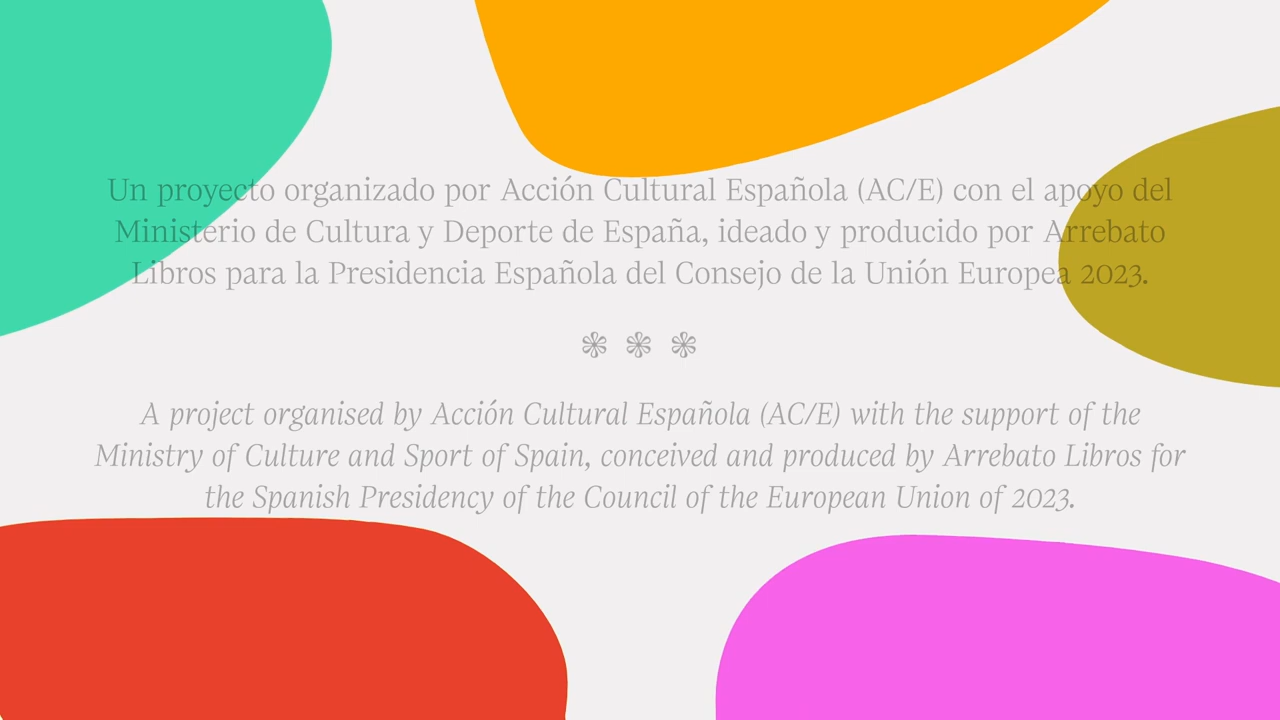 Un proyecto organizado por Acción Cultural Española (AC/E) con el apoyo del
Ministerio de Cultura y Deporte de España, ideado y producido por Arrebato
Libros para la Presidencia Española del Consejo de la Unión Europea 2023.
✽ ✽ ✽
A project organised by Acción Cultural Española (AC/E) with the support of the
Ministry of Culture and Sport of Spain, conceived and produced by Arrebato Libros for
the Spanish Presidency of the Council of the European Union of 2023.